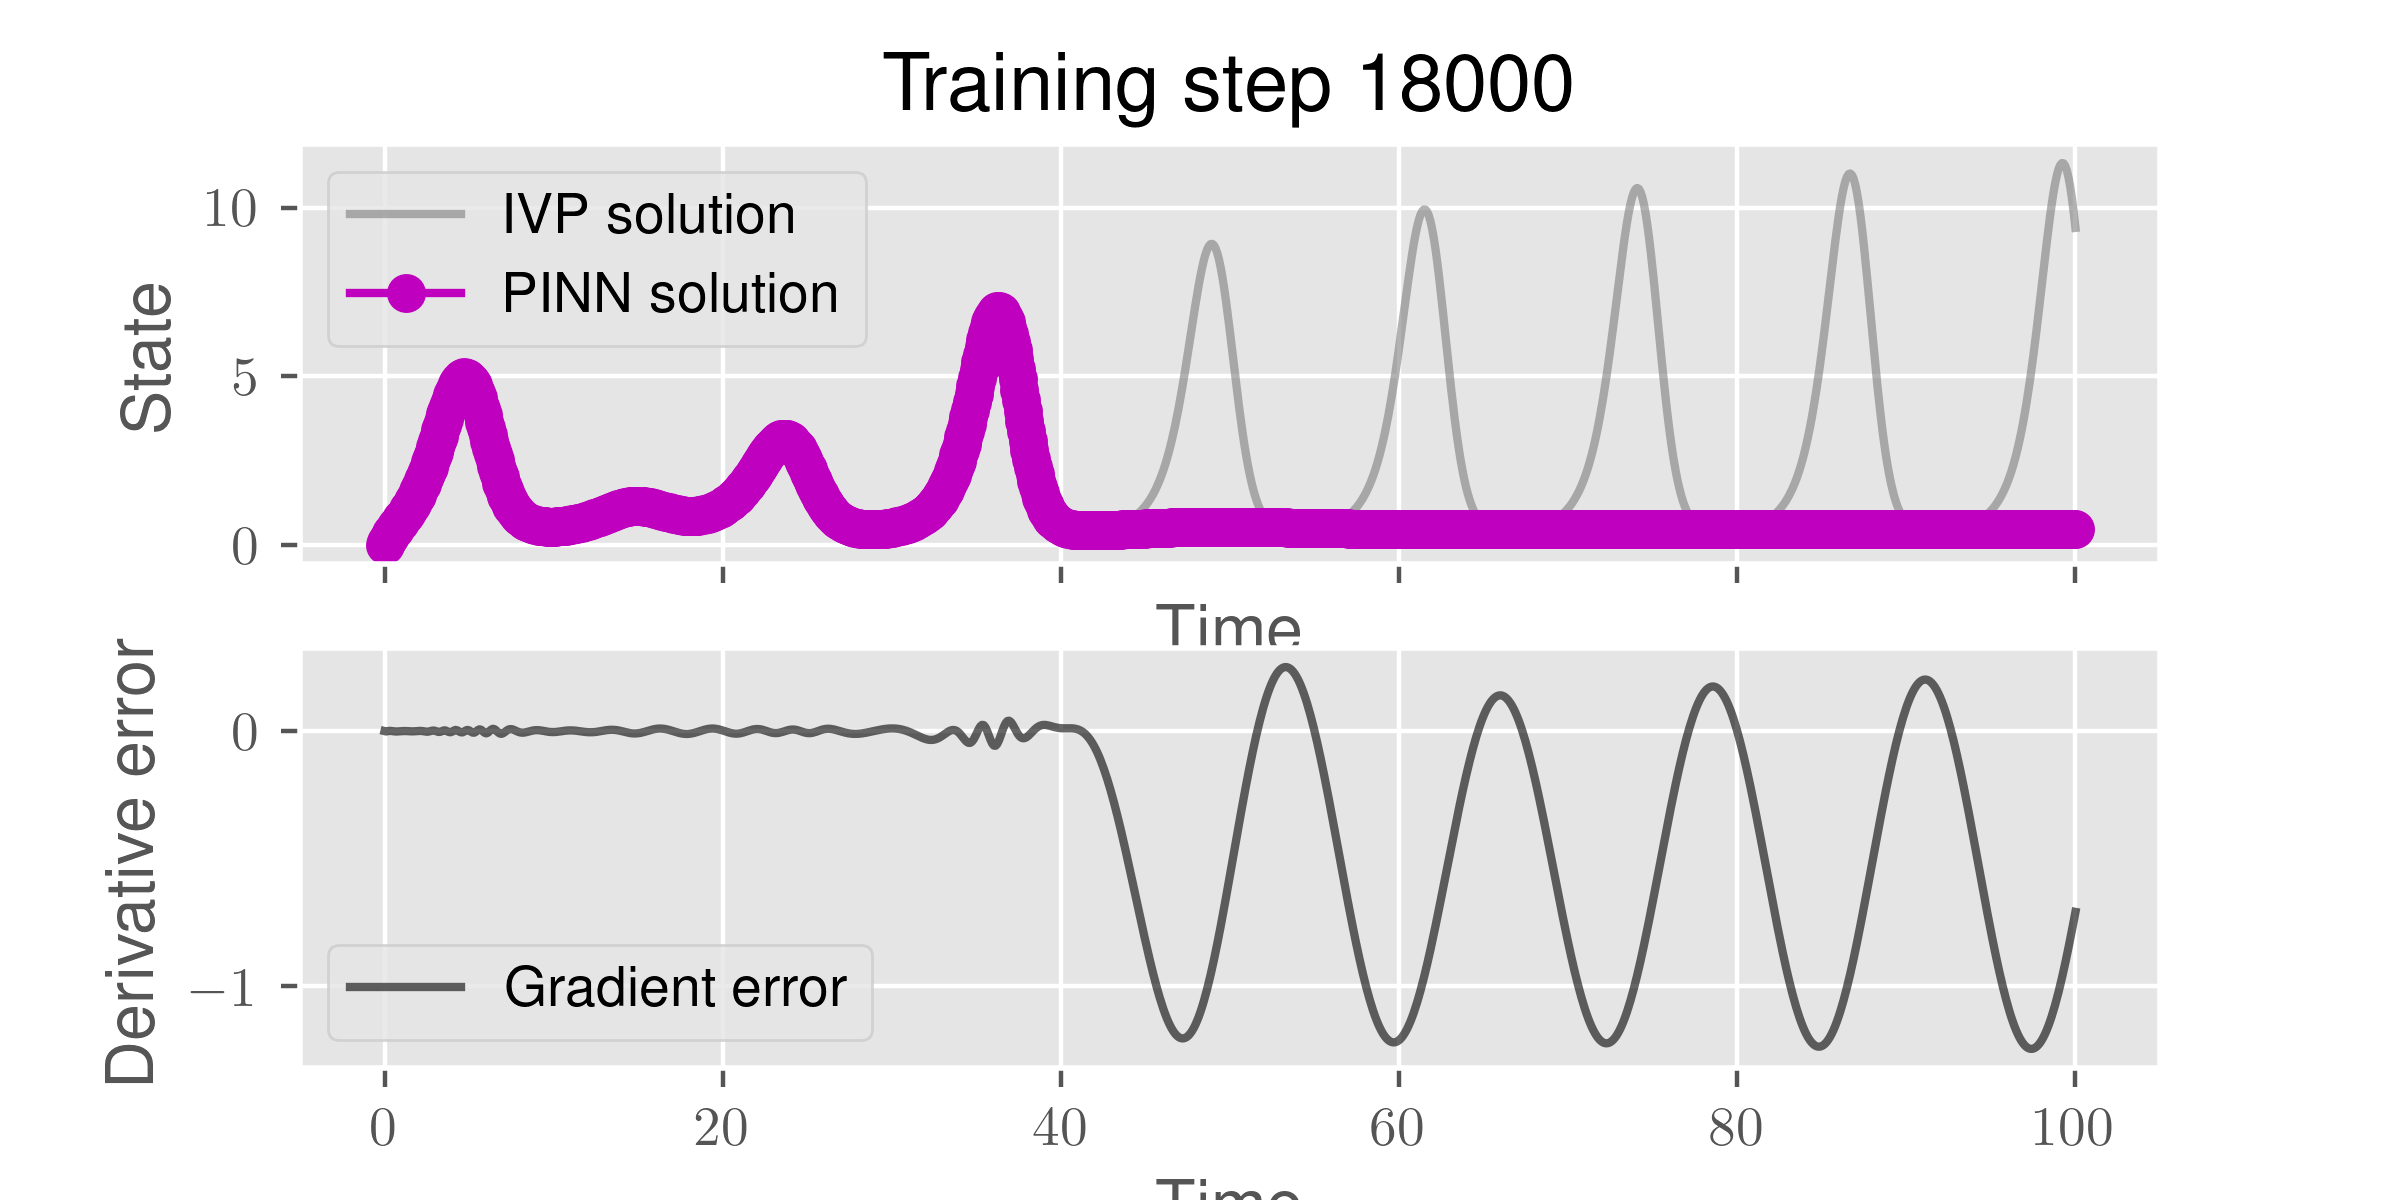 Training step 18000
State
10
5
0
IVP solution
PINN solution
Time
Derivative error
0
−1
Gradient error
0 20 40 60 80 100
Time